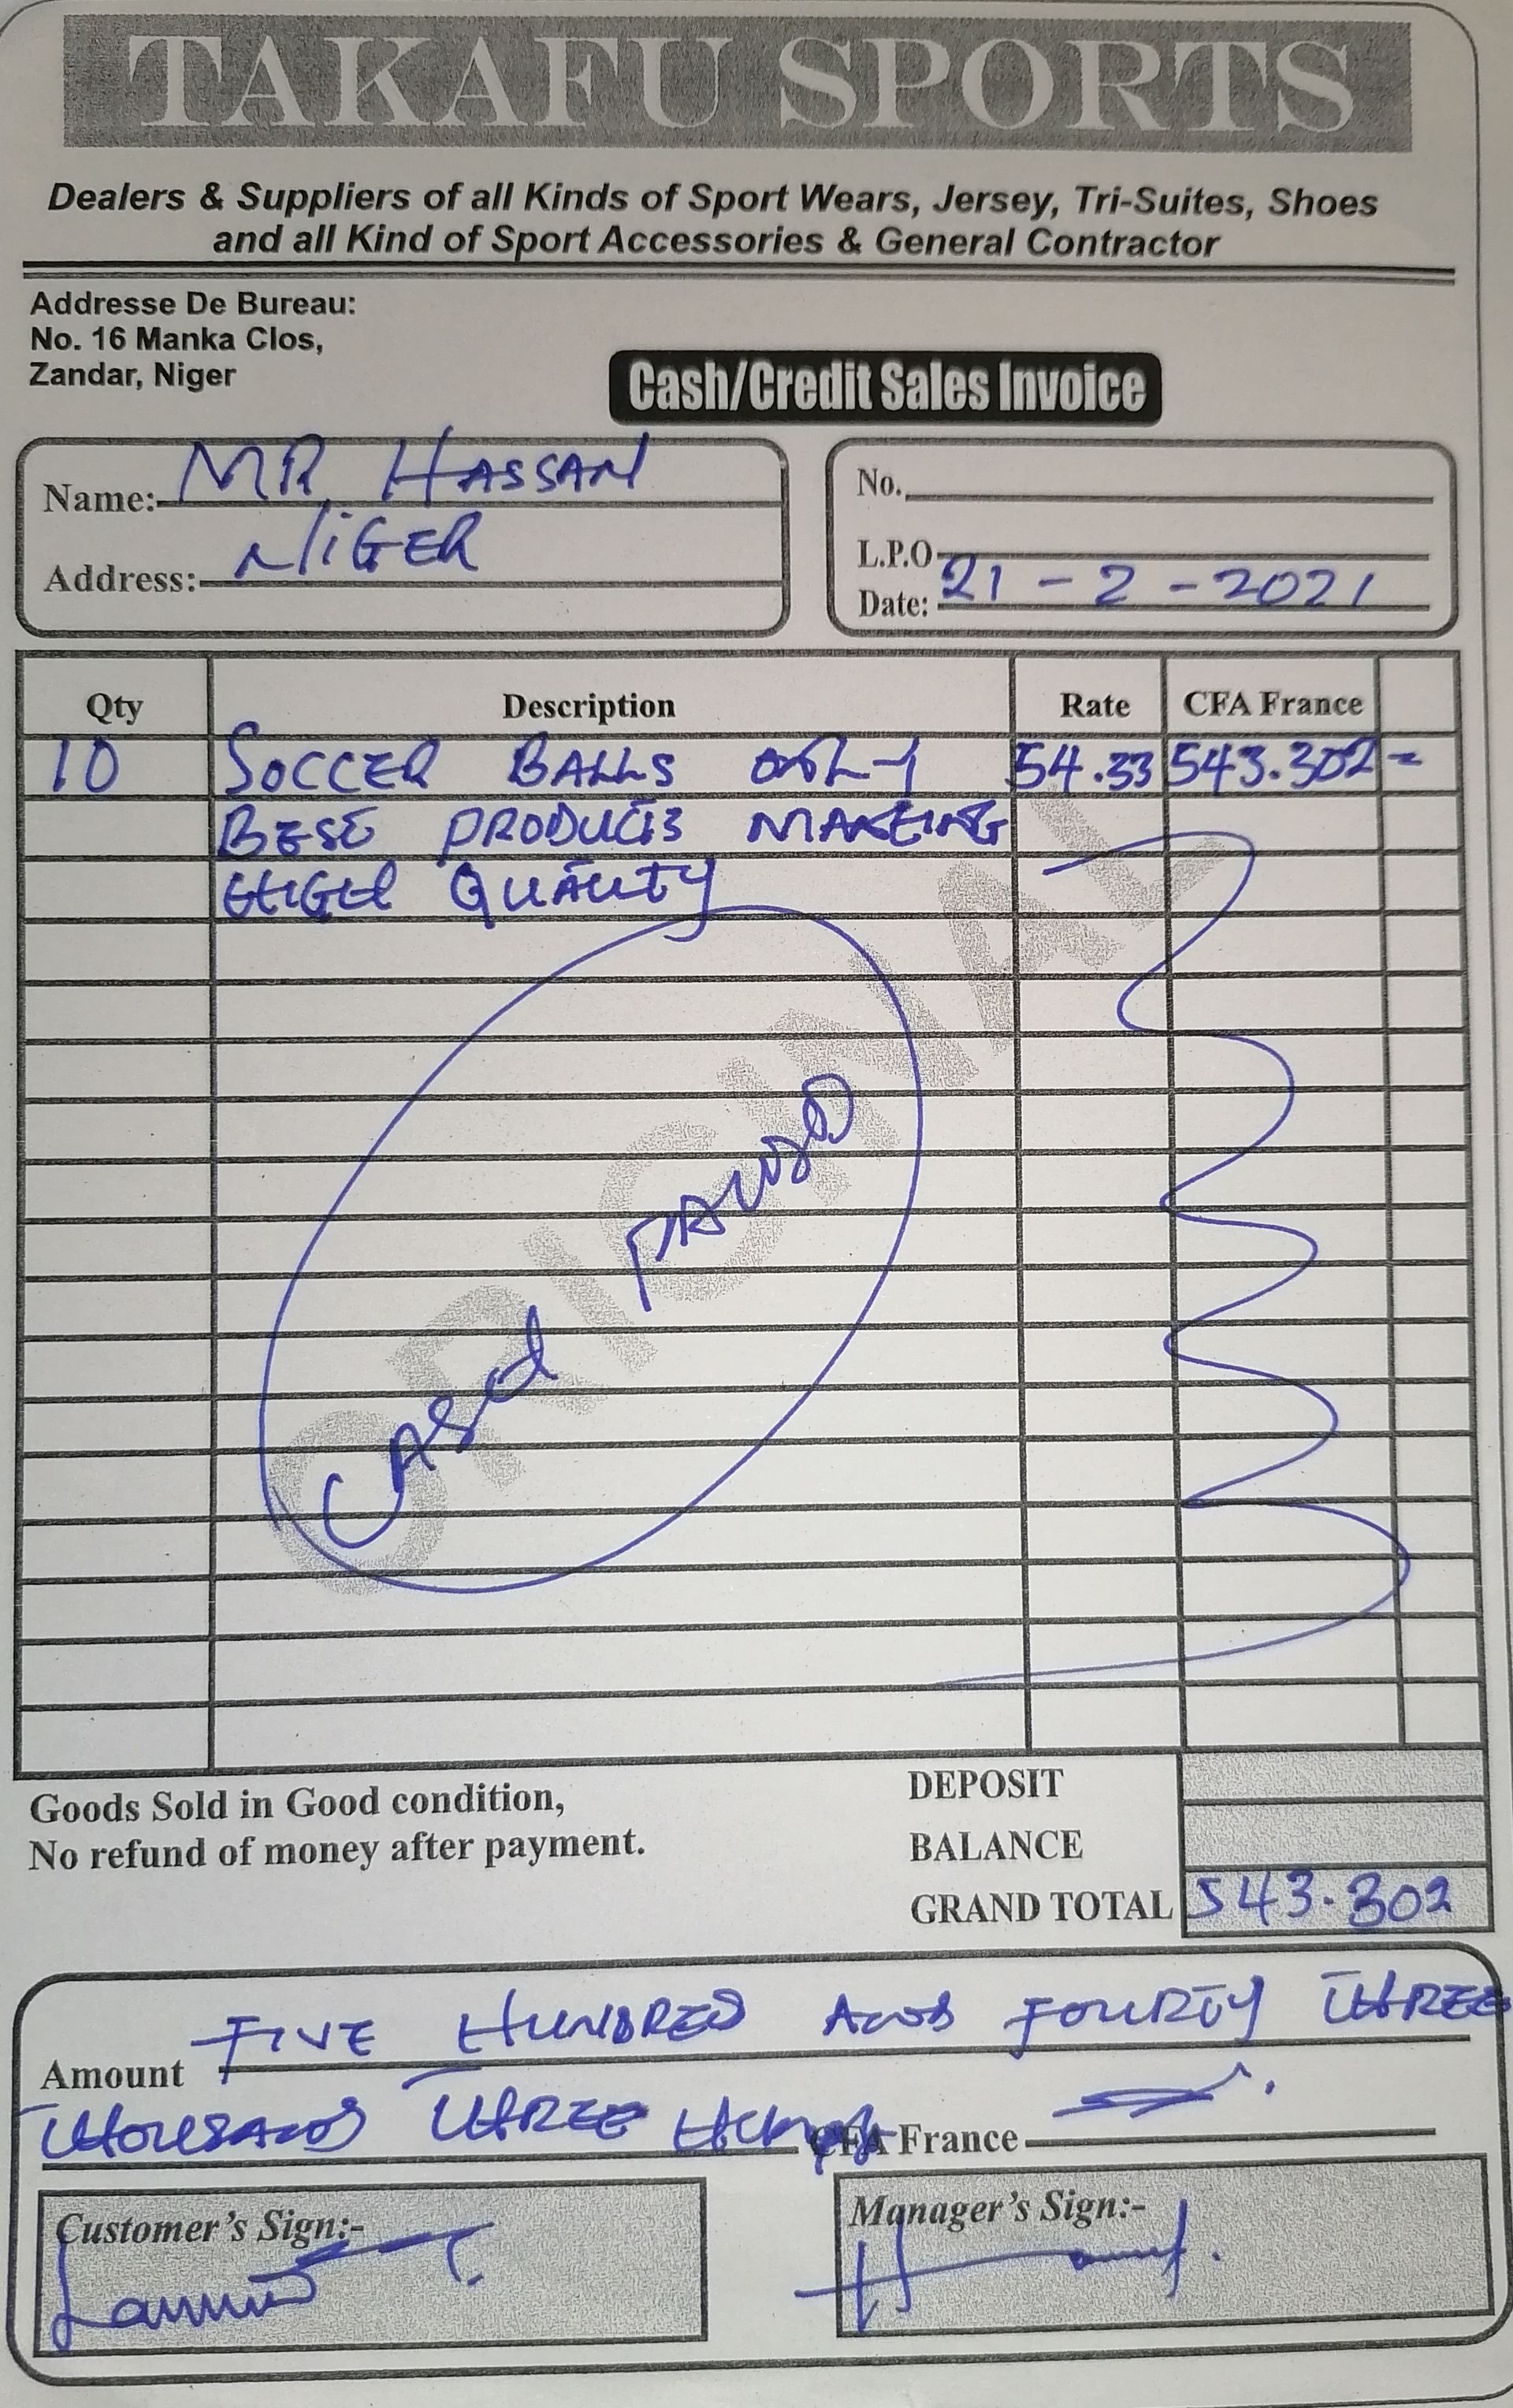 TAKAFU SPORTS
Dealers & Suppliers of all Kinds of Sport Wears, Jersey, Tri-Suites, Shoes
and all Kind of Sport Accessories & General Contractor
Addresse De Bureau:
No. 16 Manka Clos,
Zandar, Niger
Cash/Credit Sales Invoice
Name: MR HASSAN
Address: NIGER
No.
L.P.O
Date: 21-2-2021
Qty Description Rate CFA France
10 SOCCER BALLS 54.33 543.302=
PRODUCTS
QUALITY
ORIGINAL
CASH
Goods Sold in Good condition,
No refund of money after payment.
DEPOSIT
BALANCE
GRAND TOTAL 543.302
Amount FIVE HUNDRED AND FOURTY THREE
THOUSAND THREE CFA France
Customer's Sign:-
Manager's Sign:-